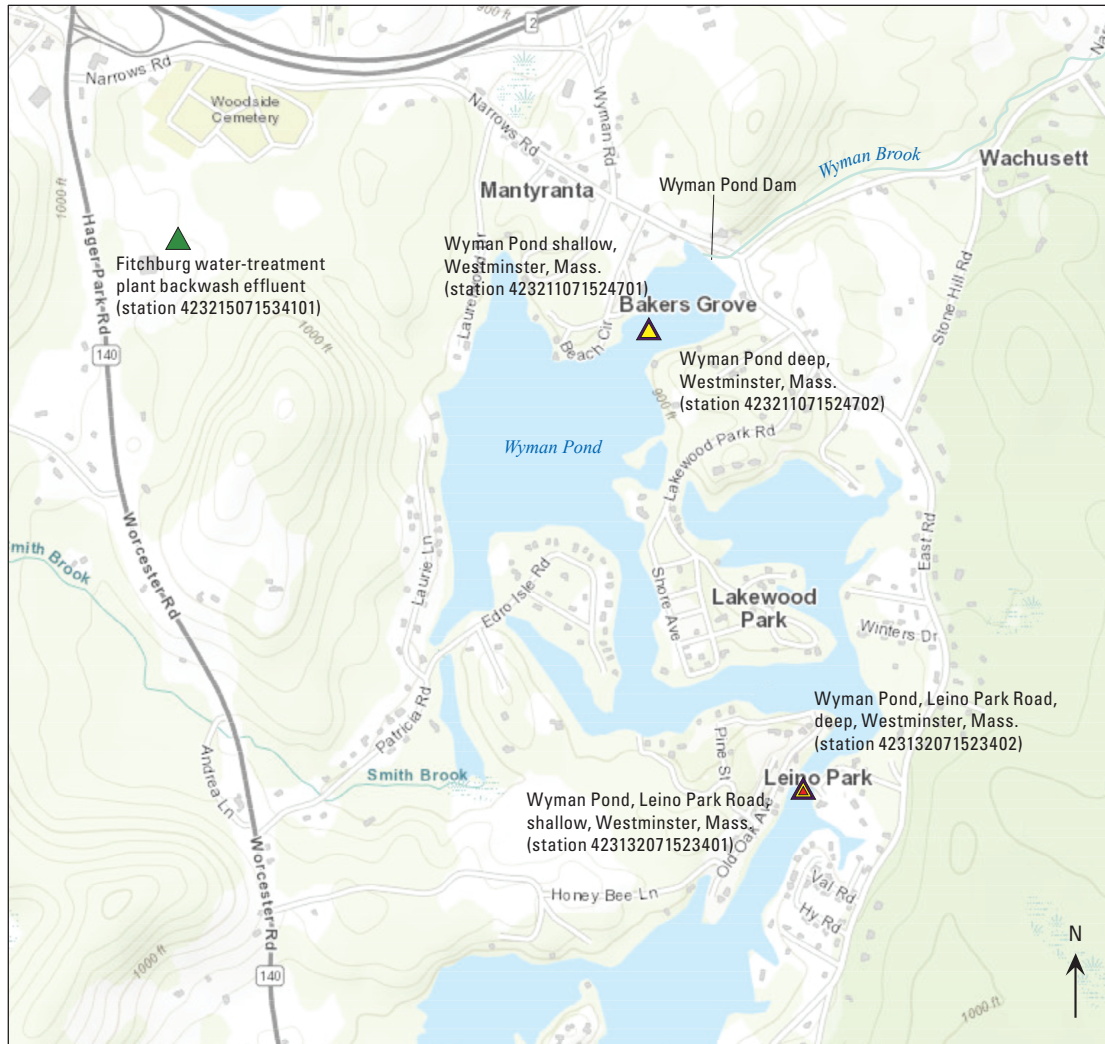 900 ft
2
Narrows Rd
Woodside
Cemetery
Narrows Rd
Wyman Rd
Wyman Brook
Wachusett
1000 ft
Mantyranta
Wyman Pond Dam
Hager Park Rd
Fitchburg water-treatment
plant backwash effluent
(station 423215071534101)
Wyman Pond shallow,
Westminster, Mass.
(station 423211071524701)
Bakers Grove
Stone Hill Rd
1000 ft
Beach Cir
140
Wyman Pond deep,
Westminster, Mass.
(station 423211071524702)
900 ft
Lakewood Park Rd
Wyman Pond
Worcester Rd
mith Brook
Laurie Ln
Edro Isle Rd
Shore Ave
Lakewood
Park
East Rd
Winters Dr
Patricia Rd
Wyman Pond, Leino Park Road,
deep, Westminster, Mass.
(station 423132071523402)
Andrea Ln
Smith Brook
Pine St
Leino Park
Wyman Pond, Leino Park Road,
shallow, Westminster, Mass.
(station 423132071523401)
Old Oak Ave
Worcester Rd
Honey Bee Ln
Val Rd
Hy Rd
1000 ft
140
N
1000 ft